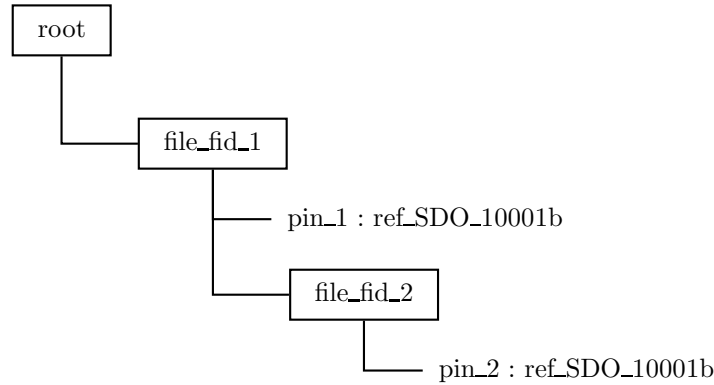 root
file_fid_1
pin_1 : ref_SDO_10001b
file_fid_2
pin_2 : ref_SDO_10001b